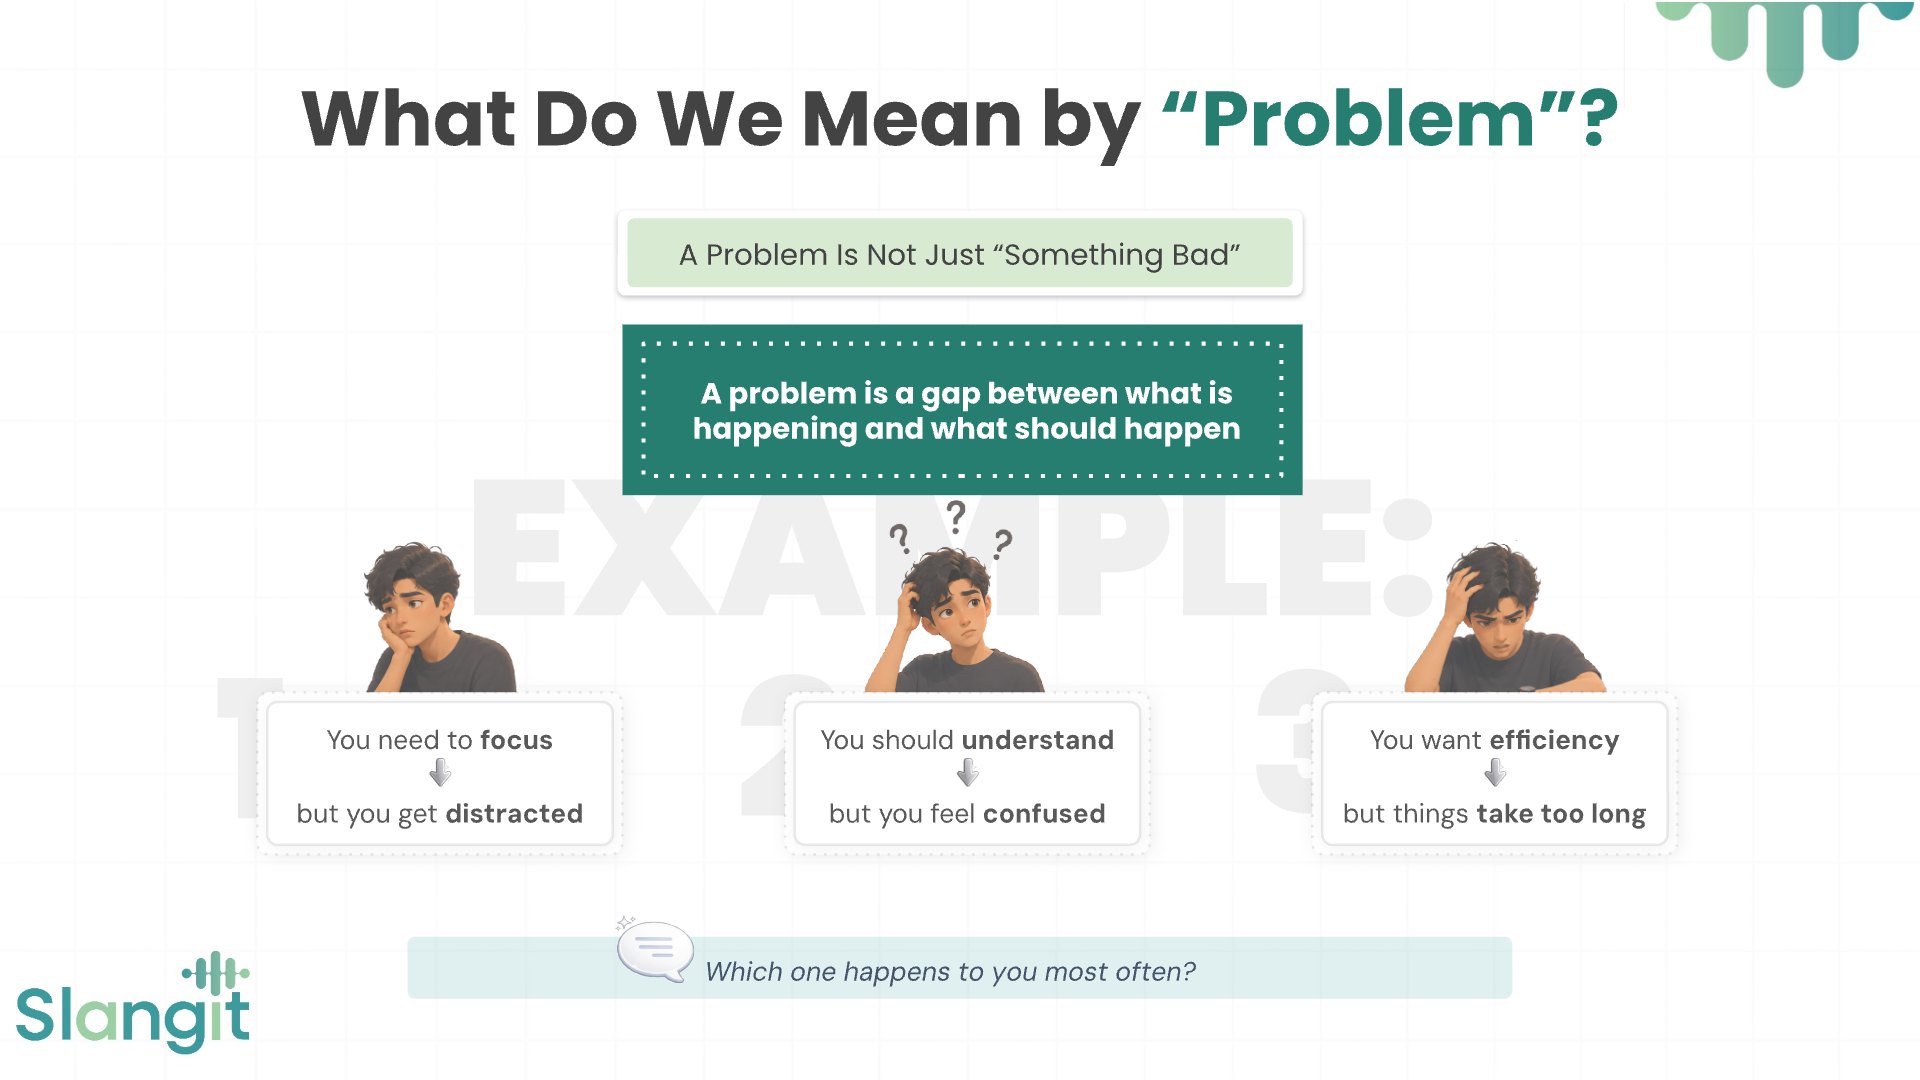 What Do We Mean by “Problem”?
A Problem Is Not Just “Something Bad”
A problem is a gap between what is
happening and what should happen
EXAMPLE:
? ? ?
1
You need to focus
but you get distracted
2
You should understand
but you feel confused
3
You want efficiency
but things take too long
Which one happens to you most often?
Slangit